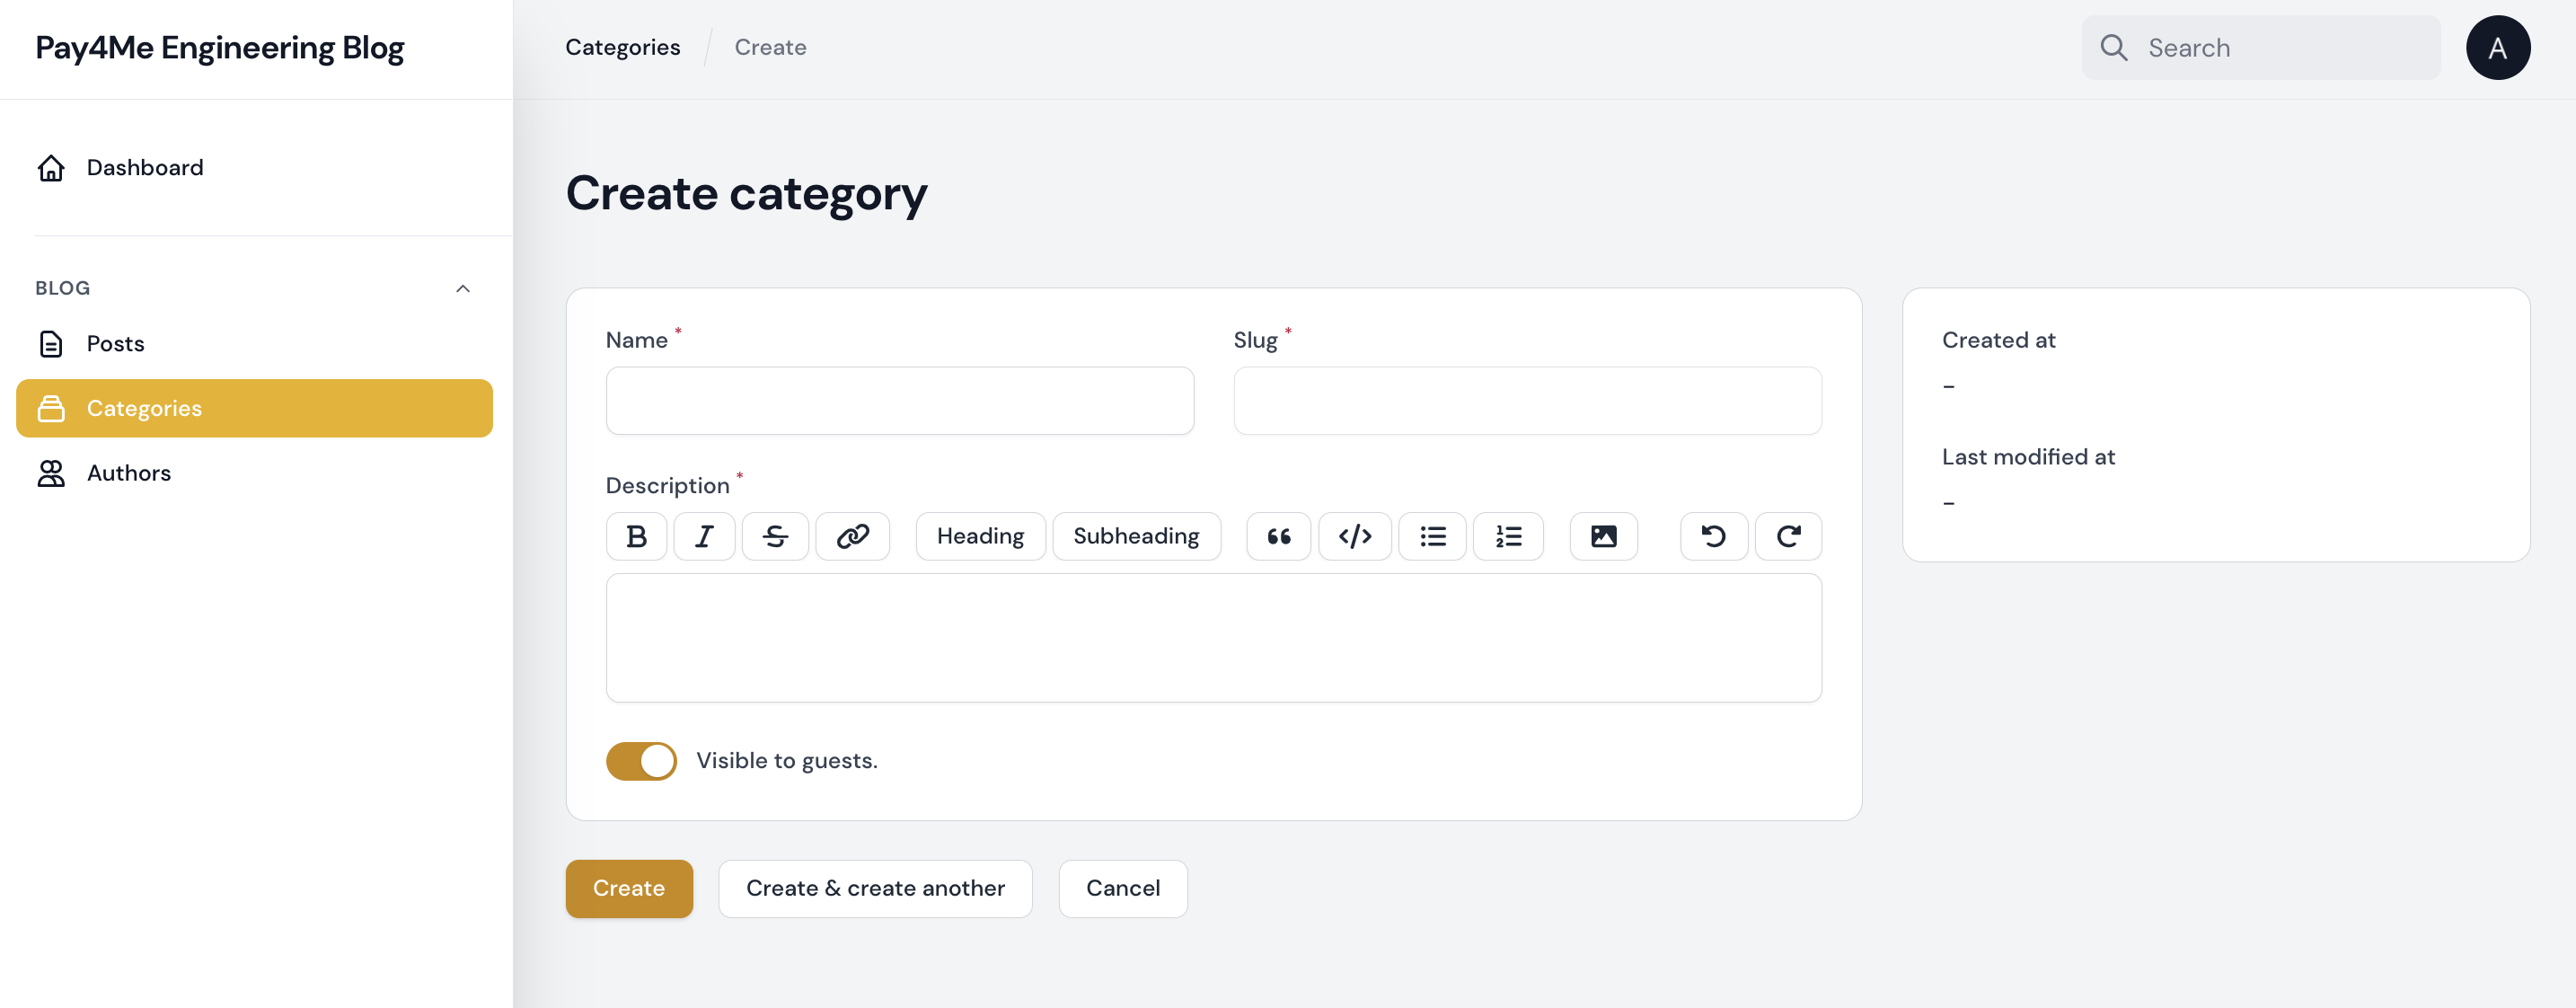 Pay4Me Engineering Blog
Categories
Create
Search
A
Dashboard
BLOG
Posts
Categories
Authors
Create category
Name *
Slug *
Description *
B I S Heading Subheading
Visible to guests.
Created at
-
Last modified at
-
Create
Create & create another
Cancel